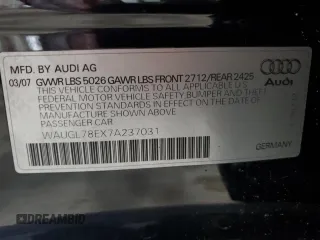 MFD. BY AUDI AG
03/07 GVWR LBS 5026 GAWR LBS FRONT 2712/REAR 2425
THIS VEHICLE CONFORMS TO ALL APPLICABLE
FEDERAL MOTOR VEHICLE SAFETY BUMPER AND THEFT
PREVENTION STANDARDS IN EFFECT ON THE DATE OF
MANUFACTURE SHOWN ABOVE
PASSENGER CAR
Audi
WAUGL78EX7A237031
GERMANY
DREAMBID